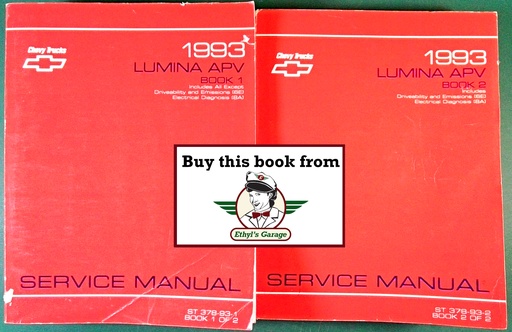 Chevy Trucks
1993
LUMINA APV
BOOK 1
Includes All Except
Driveability and Emissions (6E)
Electrical Diagnosis (8A)
SERVICE MANUAL
ST 378-93-1
BOOK 1 OF 2
Chevy Trucks
1993
LUMINA APV
BOOK 2
Includes
Driveability and Emissions (6E)
Electrical Diagnosis (8A)
SERVICE MANUAL
ST 378-93-2
BOOK 2 OF 2
Buy this book from
Ethyl's Garage